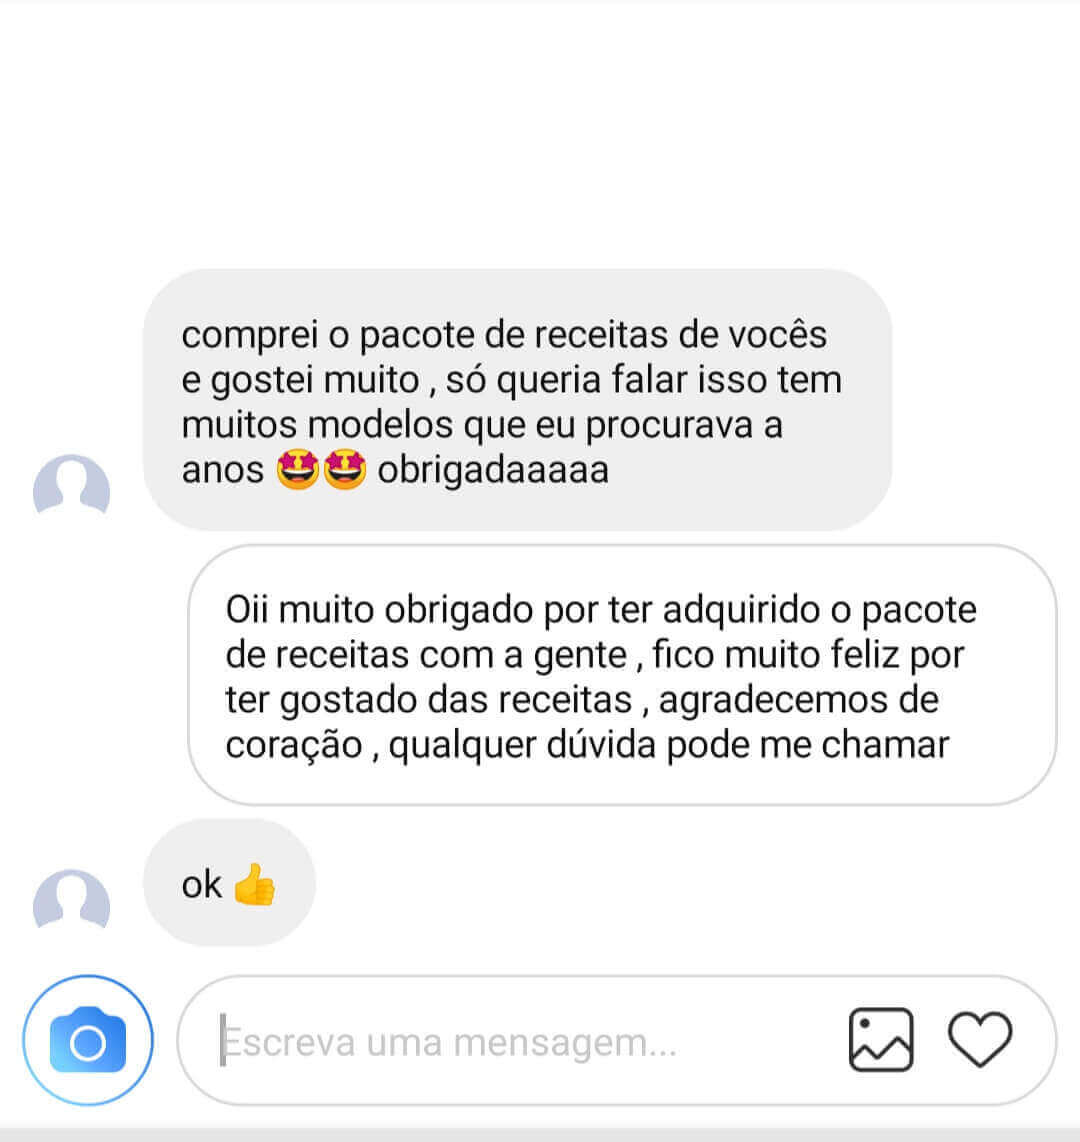 comprei o pacote de receitas de vocês
e gostei muito , só queria falar isso tem
muitos modelos que eu procurava a
anos 🤩🤩 obrigadaaaaa
Oii muito obrigado por ter adquirido o pacote
de receitas com a gente , fico muito feliz por
ter gostado das receitas , agradecemos de
coração , qualquer dúvida pode me chamar
ok 👍
Escreva uma mensagem...